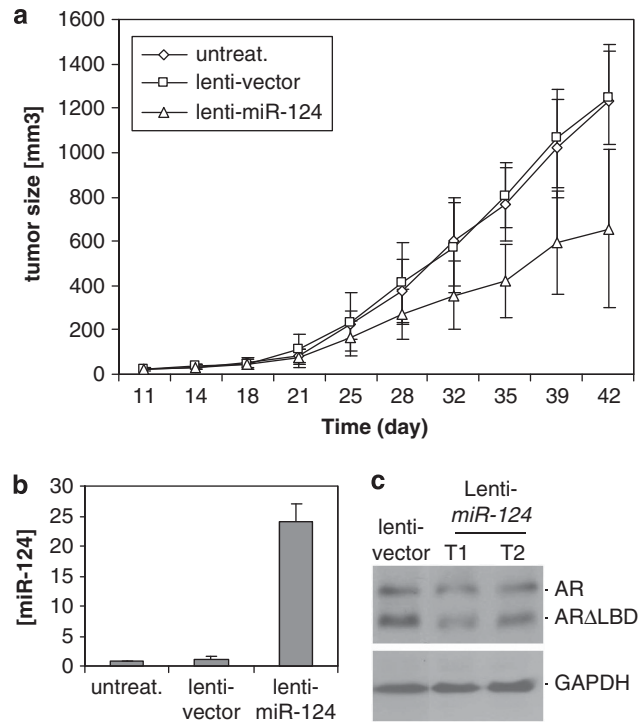 a
1600
1400
1200
1000
800
600
400
200
0
tumor size [mm3]
untreat.
lenti-vector
lenti-miR-124
11 14 18 21 25 28 32 35 39 42
Time (day)
b
30
25
20
15
10
5
0
[miR-124]
untreat.
lenti-
vector
lenti-
miR-124
c
lenti-
vector
Lenti-
miR-124
T1 T2
AR
ARΔLBD
GAPDH